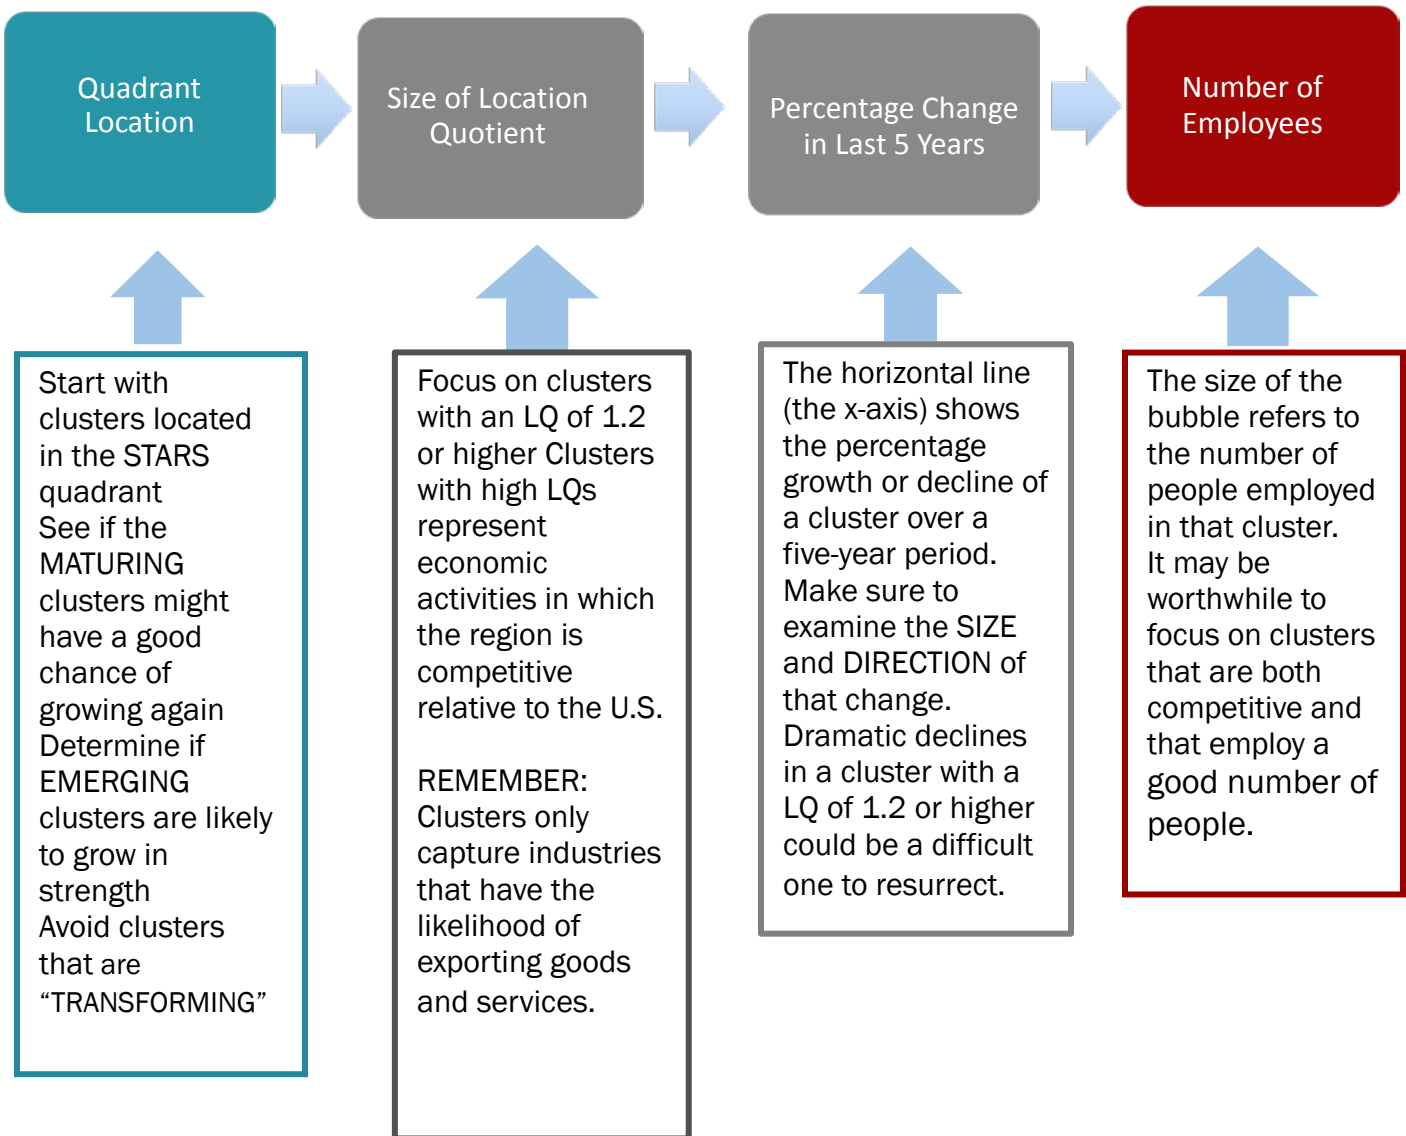 Quadrant
Location
Size of Location
Quotient
Percentage Change
in Last 5 Years
Number of
Employees
Start with
clusters located
in the STARS
quadrant
See if the
MATURING
clusters might
have a good
chance of
growing again
Determine if
EMERGING
clusters are likely
to grow in
strength
Avoid clusters
that are
“TRANSFORMING”
Focus on clusters
with an LQ of 1.2
or higher Clusters
with high LQs
represent
economic
activities in which
the region is
competitive
relative to the U.S.
REMEMBER:
Clusters only
capture industries
that have the
likelihood of
exporting goods
and services.
The horizontal line
(the x-axis) shows
the percentage
growth or decline of
a cluster over a
five-year period.
Make sure to
examine the SIZE
and DIRECTION of
that change.
Dramatic declines
in a cluster with a
LQ of 1.2 or higher
could be a difficult
one to resurrect.
The size of the
bubble refers to
the number of
people employed
in that cluster.
It may be
worthwhile to
focus on clusters
that are both
competitive and
that employ a
good number of
people.